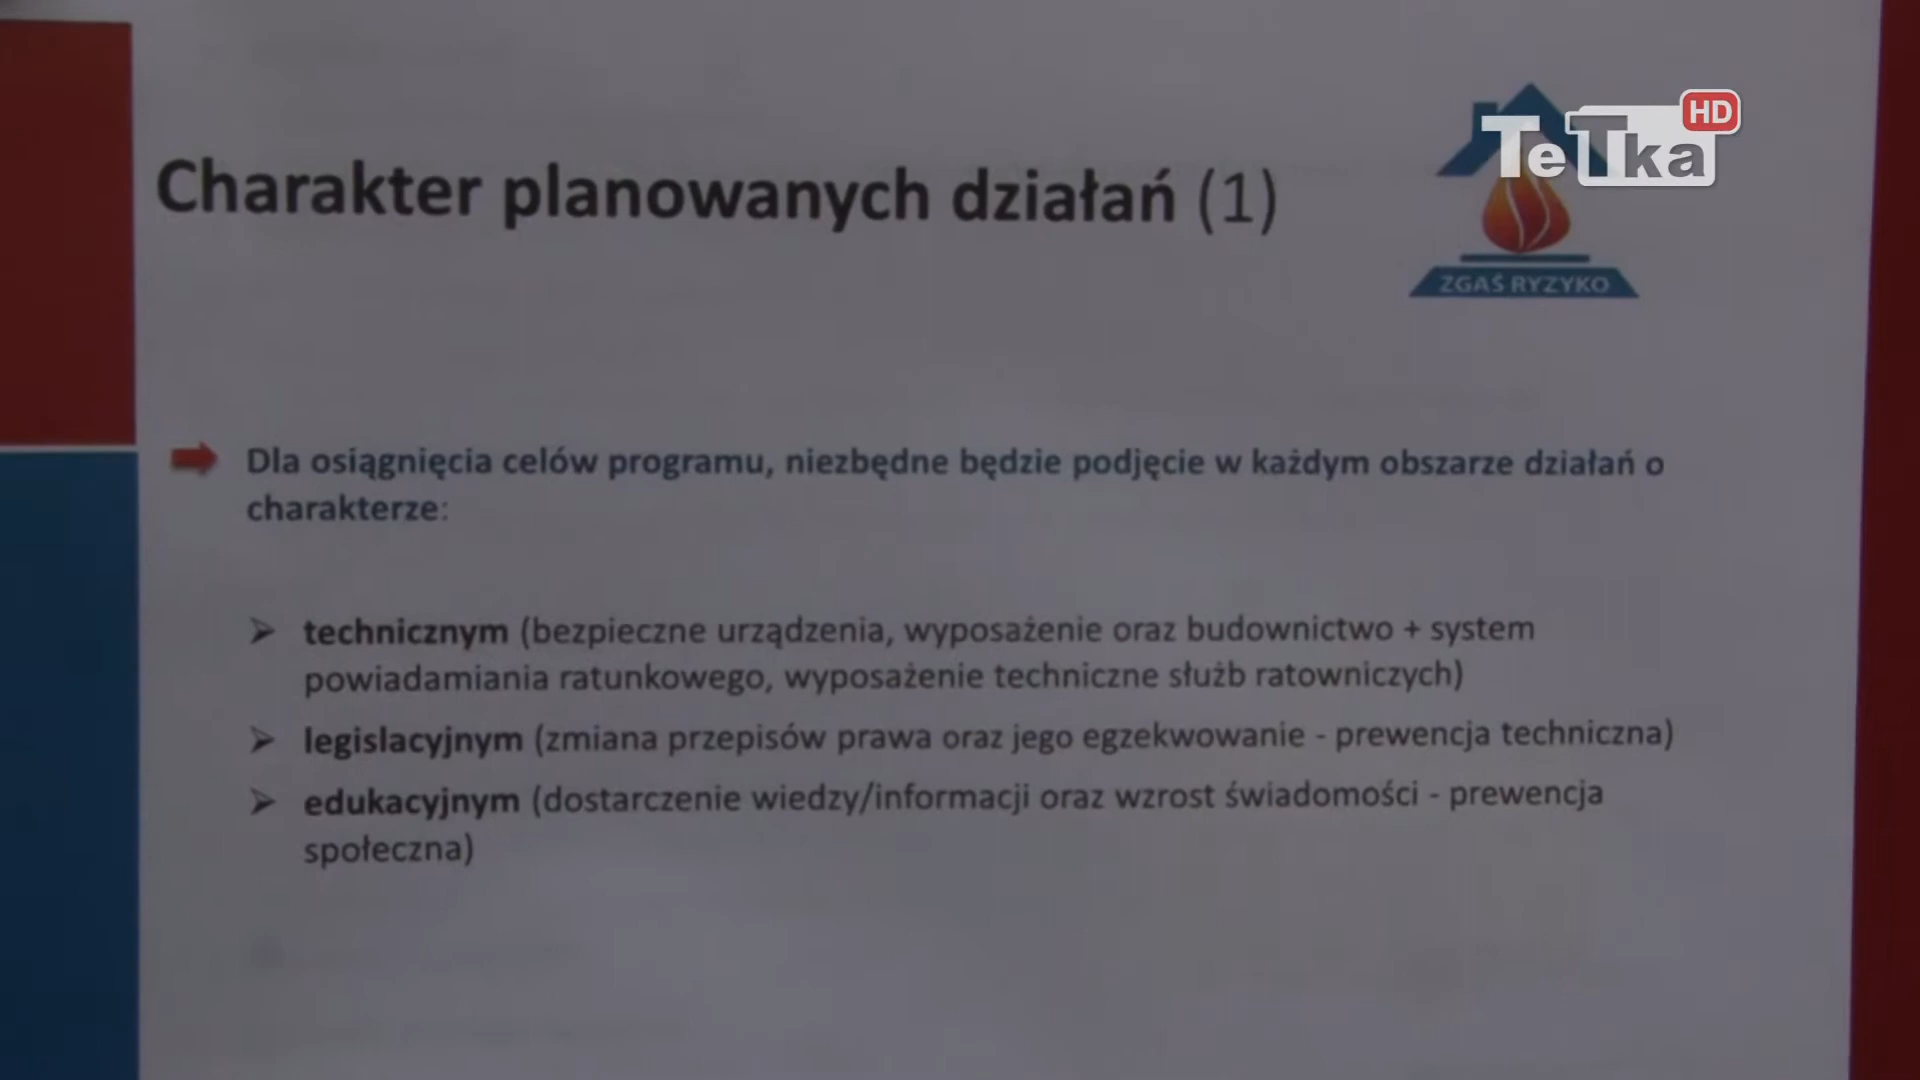 TeTka HD
Charakter planowanych działań (1)
ZGAŚ RYZYKO
Dla osiągnięcia celów programu, niezbędne będzie podjęcie w każdym obszarze działań o
charakterze:
technicznym (bezpieczne urządzenia, wyposażenie oraz budownictwo + system
powiadamiania ratunkowego, wyposażenie techniczne służb ratowniczych)
legislacyjnym (zmiana przepisów prawa oraz jego egzekwowanie - prewencja techniczna)
edukacyjnym (dostarczenie wiedzy/informacji oraz wzrost świadomości - prewencja
społeczna)